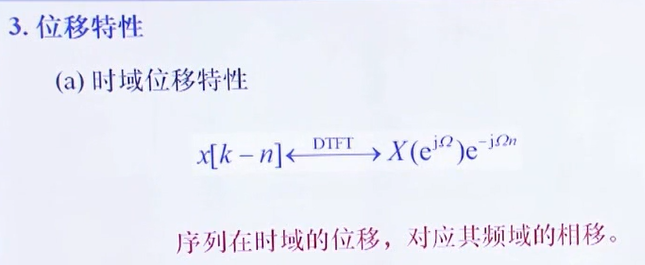 3. 位移特性
(a) 时域位移特性
x[k − n] ←DTFT→ X(e^{jΩ})e^{−jΩn}
序列在时域的位移，对应其频域的相移。